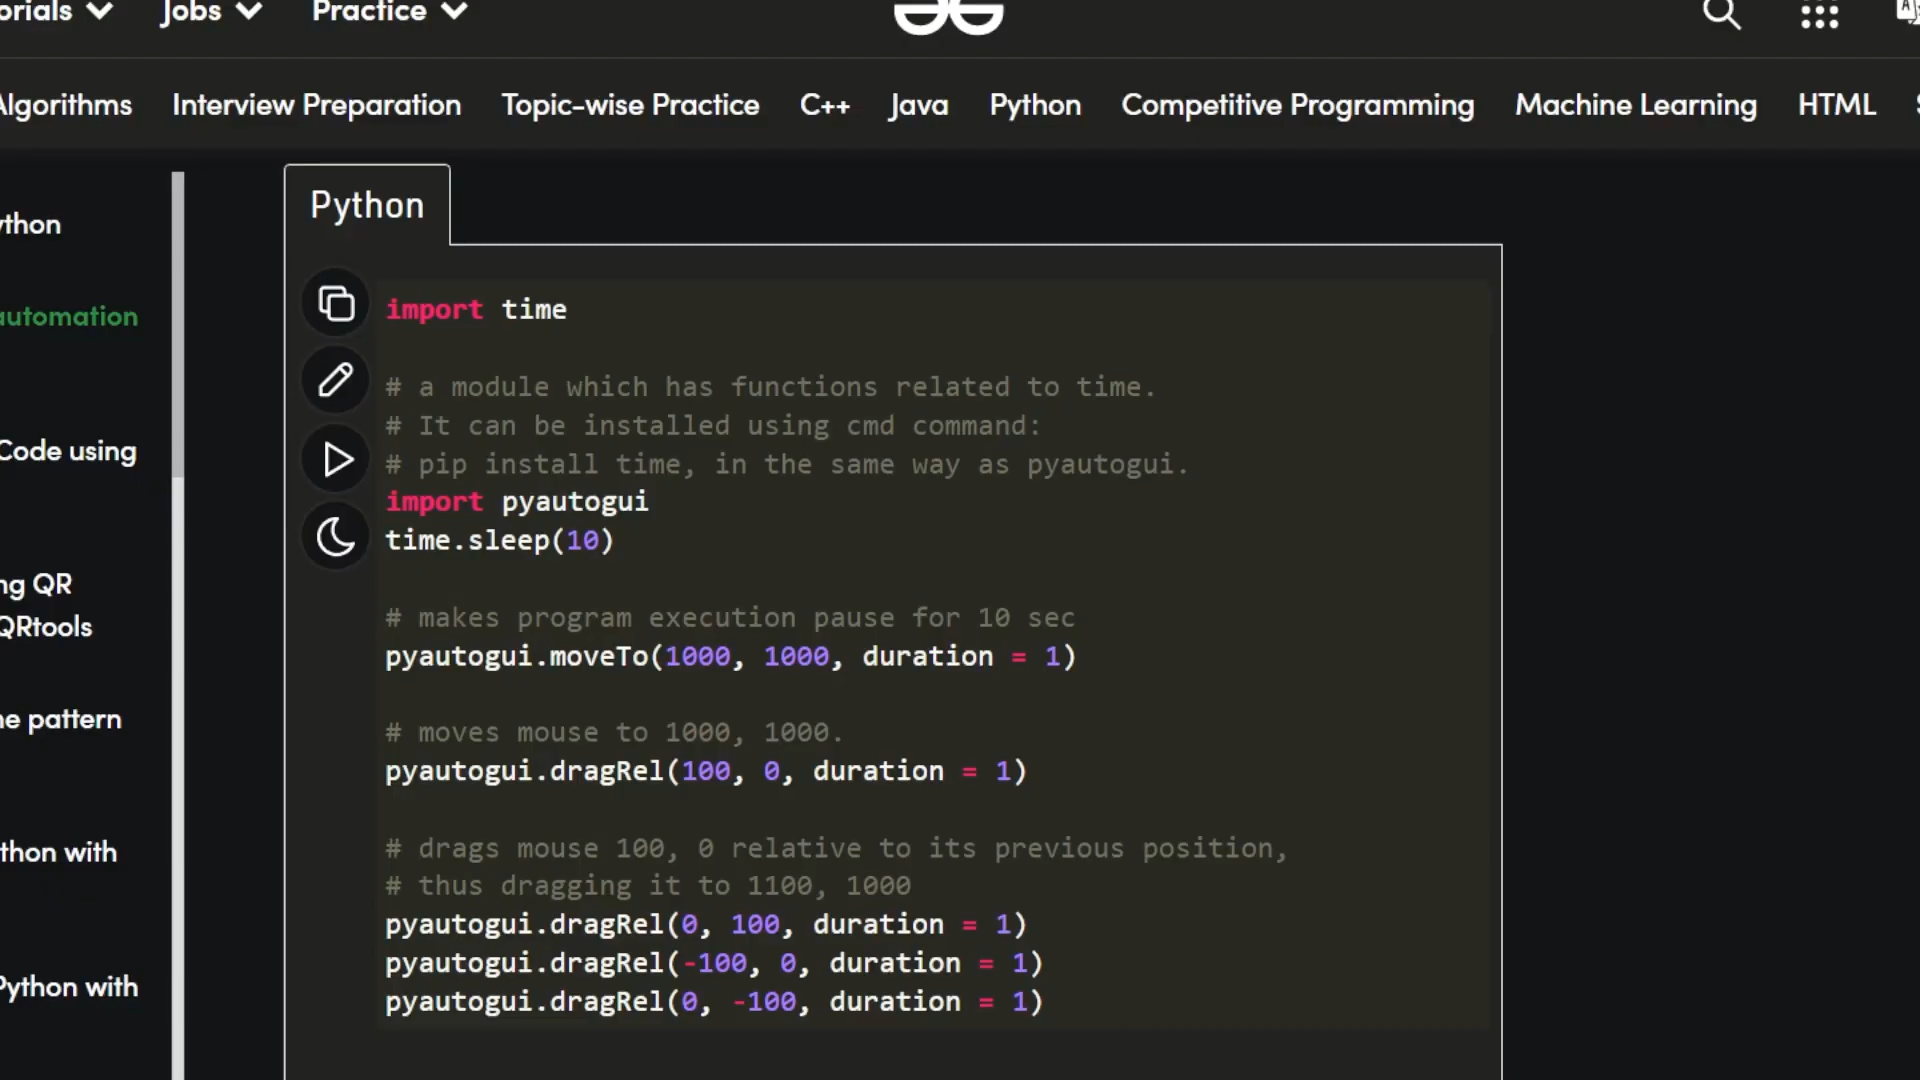 orials
Jobs
Practice
Algorithms
Interview Preparation
Topic-wise Practice
C++
Java
Python
Competitive Programming
Machine Learning
HTML
ython
automation
Code using
ng QR
QRtools
e pattern
thon with
Python with
Python
import time
# a module which has functions related to time.
# It can be installed using cmd command:
# pip install time, in the same way as pyautogui.
import pyautogui
time.sleep(10)
# makes program execution pause for 10 sec
pyautogui.moveTo(1000, 1000, duration = 1)
# moves mouse to 1000, 1000.
pyautogui.dragRel(100, 0, duration = 1)
# drags mouse 100, 0 relative to its previous position,
# thus dragging it to 1100, 1000
pyautogui.dragRel(0, 100, duration = 1)
pyautogui.dragRel(-100, 0, duration = 1)
pyautogui.dragRel(0, -100, duration = 1)